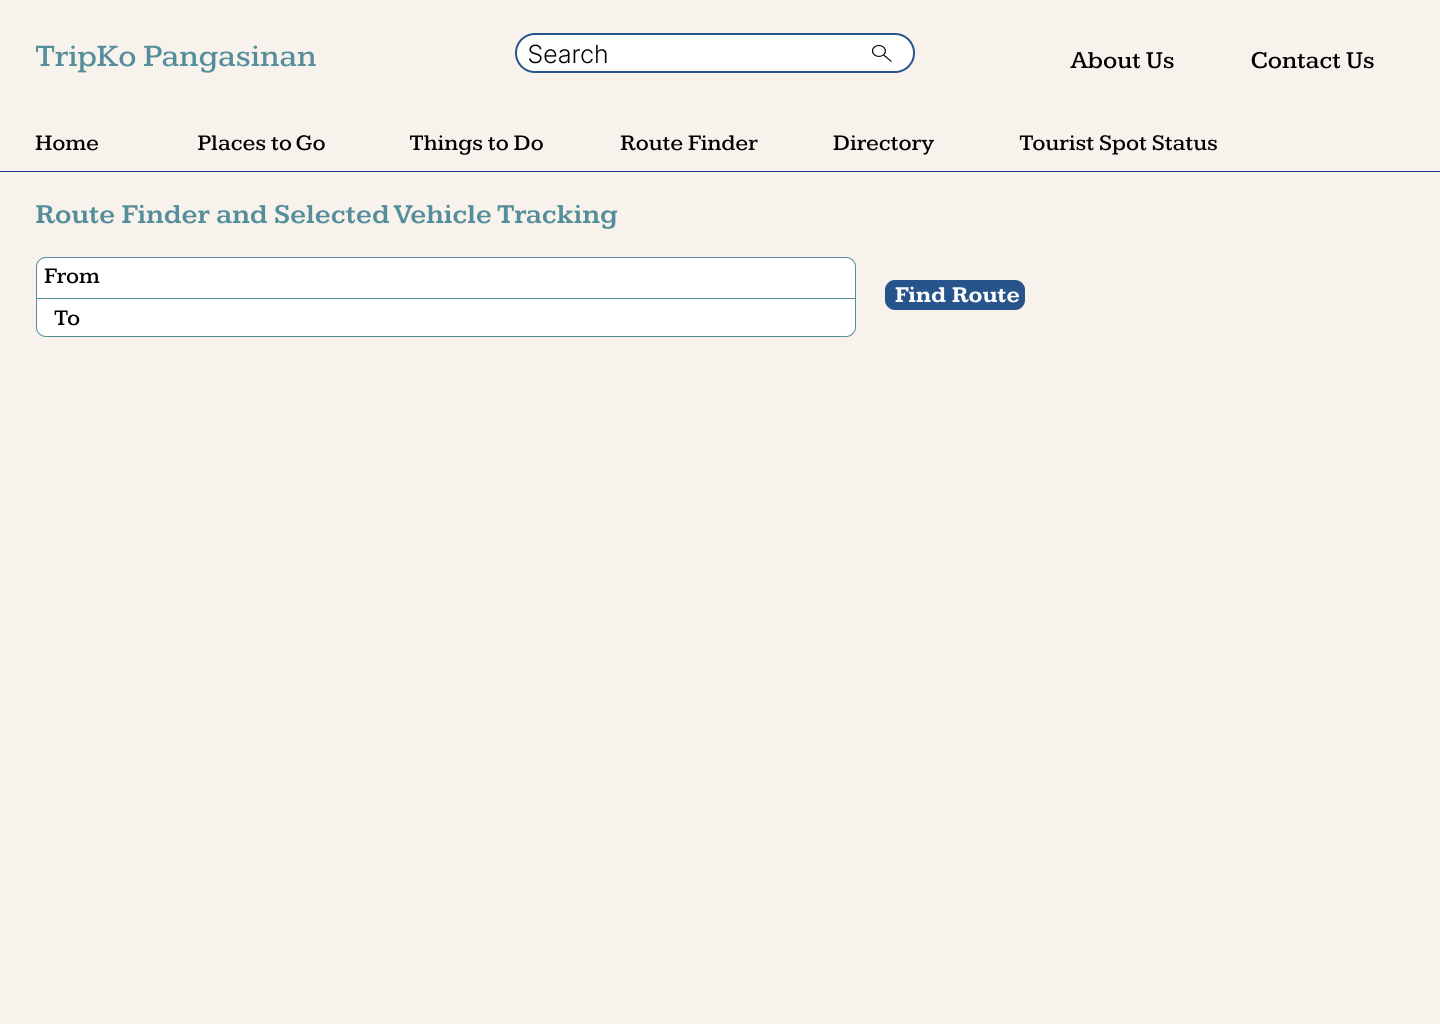 TripKo Pangasinan
Search
About Us
Contact Us
Home
Places to Go
Things to Do
Route Finder
Directory
Tourist Spot Status
Route Finder and Selected Vehicle Tracking
From
To
Find Route